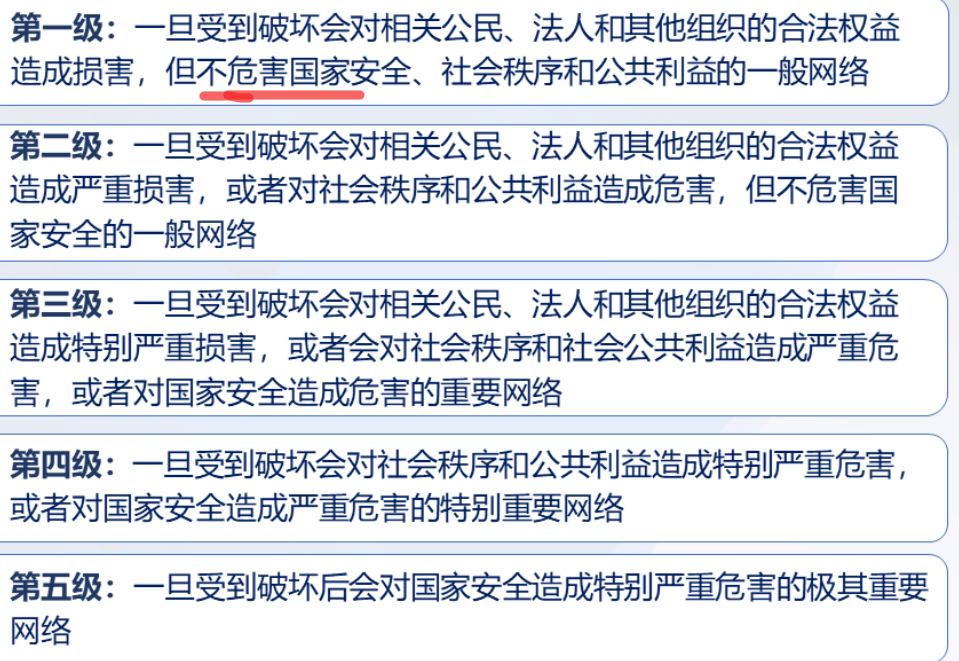 第一级：一旦受到破坏会对相关公民、法人和其他组织的合法权益
造成损害，但不危害国家安全、社会秩序和公共利益的一般网络
第二级：一旦受到破坏会对相关公民、法人和其他组织的合法权益
造成严重损害，或者对社会秩序和公共利益造成危害，但不危害国
家安全的一般网络
第三级：一旦受到破坏会对相关公民、法人和其他组织的合法权益
造成特别严重损害，或者会对社会秩序和社会公共利益造成严重危
害，或者对国家安全造成危害的重要网络
第四级：一旦受到破坏会对社会秩序和公共利益造成特别严重危害，
或者对国家安全造成严重危害的特别重要网络
第五级：一旦受到破坏后会对国家安全造成特别严重危害的极其重要
网络